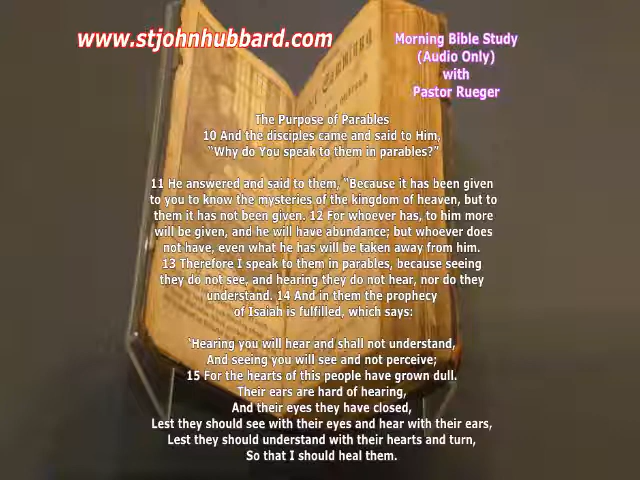 www.stjohnhubbard.com
Morning Bible Study
(Audio Only)
with
Pastor Rueger
The Purpose of Parables
10 And the disciples came and said to Him,
“Why do You speak to them in parables?”
11 He answered and said to them, “Because it has been given
to you to know the mysteries of the kingdom of heaven, but to
them it has not been given. 12 For whoever has, to him more
will be given, and he will have abundance; but whoever does
not have, even what he has will be taken away from him.
13 Therefore I speak to them in parables, because seeing
they do not see, and hearing they do not hear, nor do they
understand. 14 And in them the prophecy
of Isaiah is fulfilled, which says:
‘Hearing you will hear and shall not understand,
And seeing you will see and not perceive;
15 For the hearts of this people have grown dull.
Their ears are hard of hearing,
And their eyes they have closed,
Lest they should see with their eyes and hear with their ears,
Lest they should understand with their hearts and turn,
So that I should heal them.